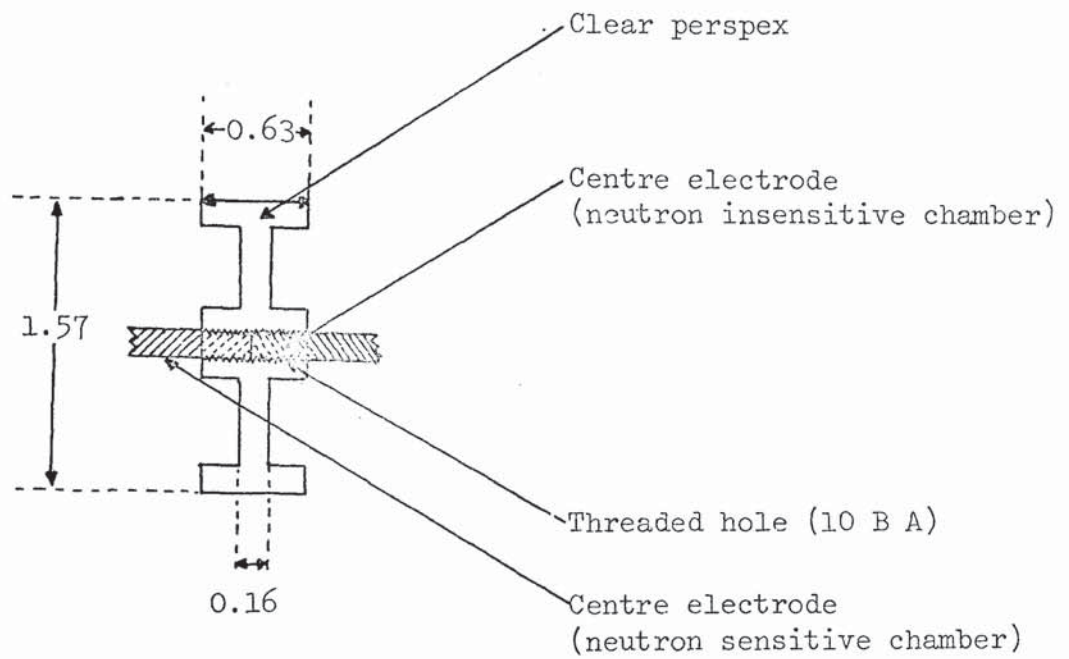 Clear perspex
0.63
Centre electrode
(neutron insensitive chamber)
1.57
Threaded hole (10 B A)
0.16
Centre electrode
(neutron sensitive chamber)